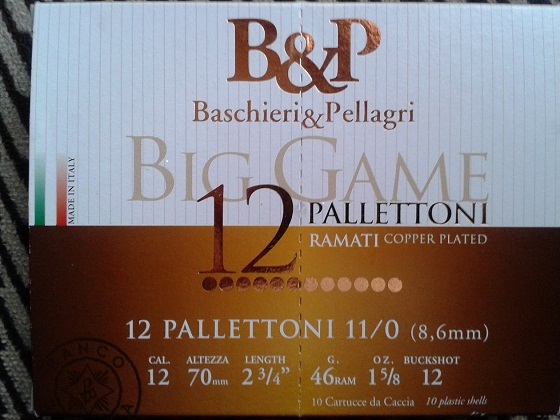 B&P
Baschieri&Pellagri
BIG GAME
MADE IN ITALY
12 PALLETTONI
RAMATI COPPER PLATED
12 PALLETTONI 11/0 (8,6mm)
CAL. ALTEZZA LENGTH G. OZ. BUCKSHOT
12 70mm 2 3/4” 46RAM 1 5/8 12
10 Cartucce da Caccia 10 plastic shells